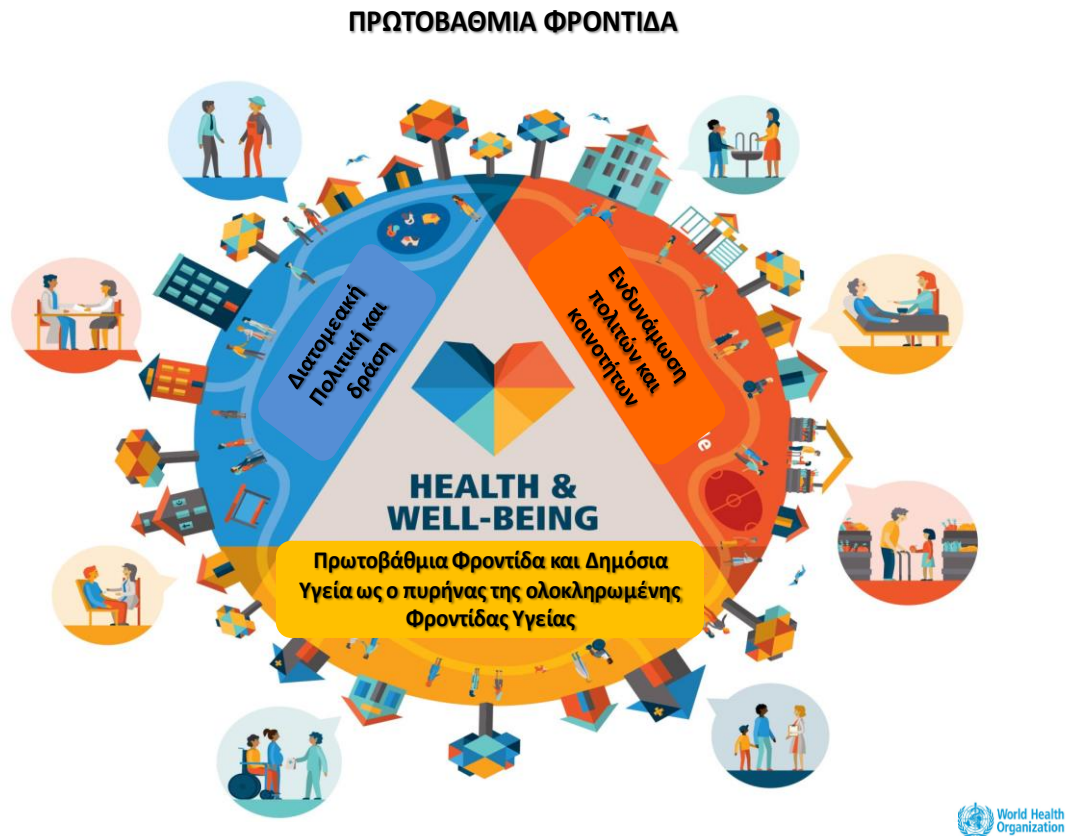 ΠΡΩΤΟΒΑΘΜΙΑ ΦΡΟΝΤΙΔΑ
Διατομεακή
Πολιτική και
δράση
Ενδυνάμωση
πολιτών και
κοινοτήτων
le
HEALTH &
WELL-BEING
Πρωτοβάθμια Φροντίδα και Δημόσια
Υγεία ως ο πυρήνας της ολοκληρωμένης
Φροντίδας Υγείας
World Health
Organization